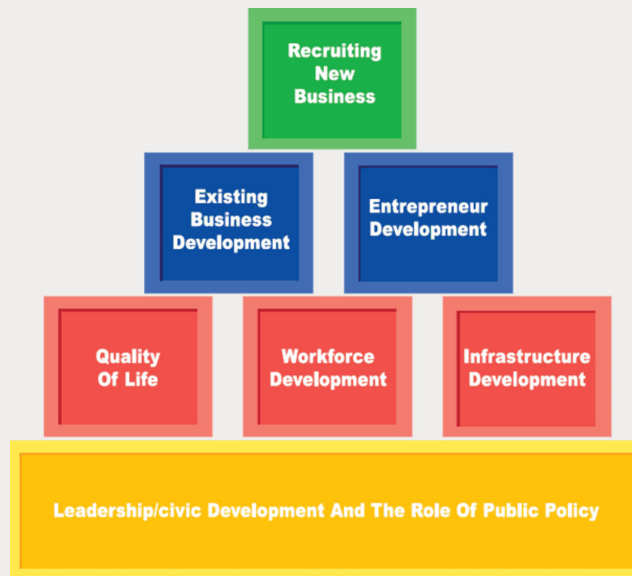 Recruiting
New
Business
Existing
Business
Development
Entrepreneur
Development
Quality
Of Life
Workforce
Development
Infrastructure
Development
Leadership/civic Development And The Role Of Public Policy